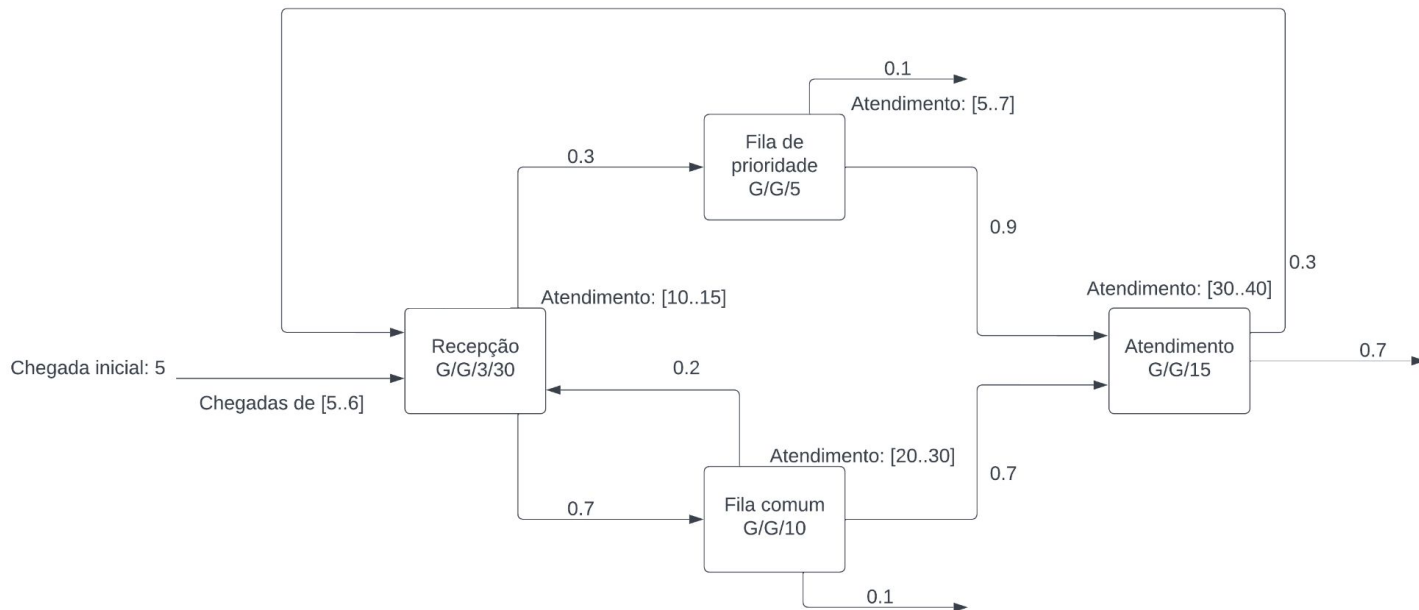 0.1
Atendimento: [5..7]
Fila de
prioridade
G/G/5
0.3
0.9
0.3
Atendimento: [10..15]
Atendimento: [30..40]
Recepção
G/G/3/30
Atendimento
G/G/15
0.7
Chegada inicial: 5
Chegadas de [5..6]
0.2
Atendimento: [20..30]
0.7
0.7
Fila comum
G/G/10
0.1